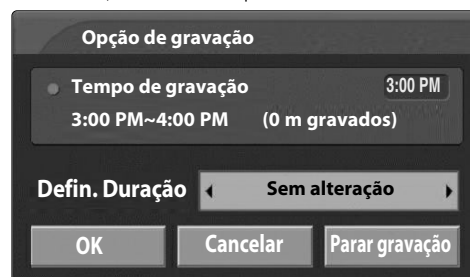 Opção de gravação
Tempo de gravação 3:00 PM
3:00 PM~4:00 PM (0 m gravados)
Defin. Duração Sem alteração
OK Cancelar Parar gravação